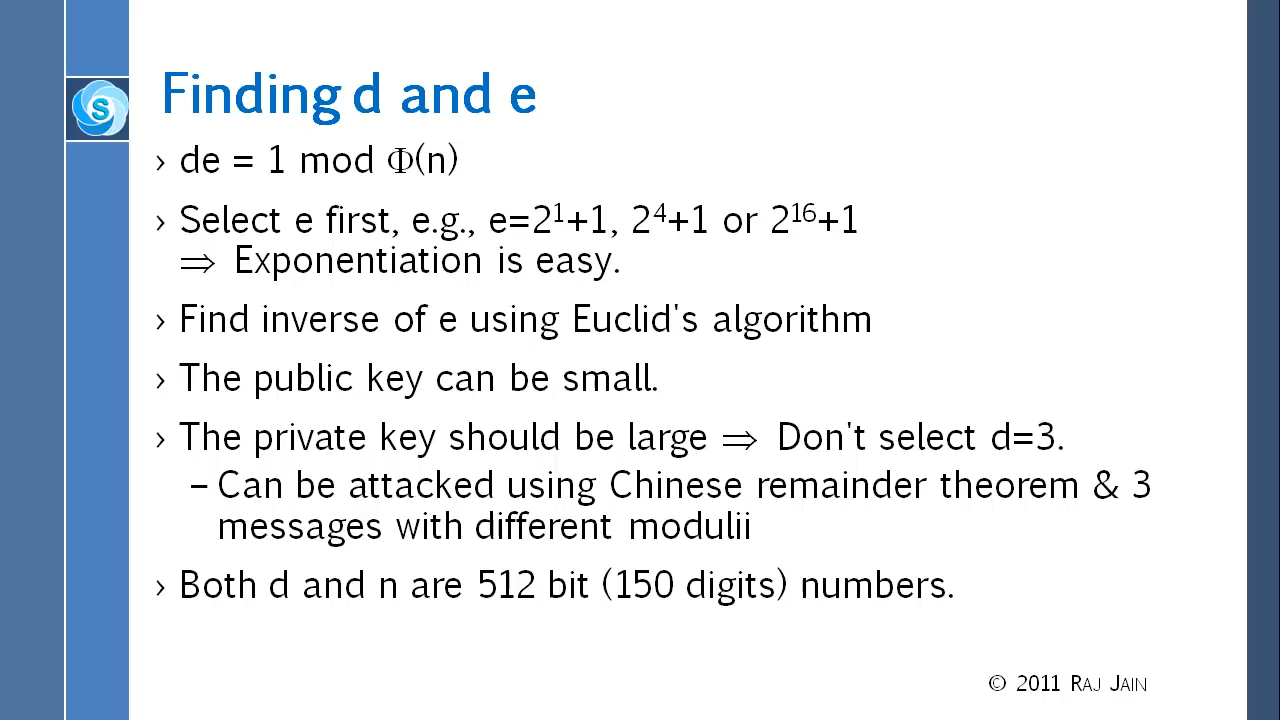 S
Finding d and e
› de = 1 mod Φ(n)
› Select e first, e.g., e=2¹+1, 2⁴+1 or 2¹⁶+1
⇒ Exponentiation is easy.
› Find inverse of e using Euclid's algorithm
› The public key can be small.
› The private key should be large ⇒ Don't select d=3.
– Can be attacked using Chinese remainder theorem & 3
messages with different modulii
› Both d and n are 512 bit (150 digits) numbers.
© 2011 RAJ JAIN